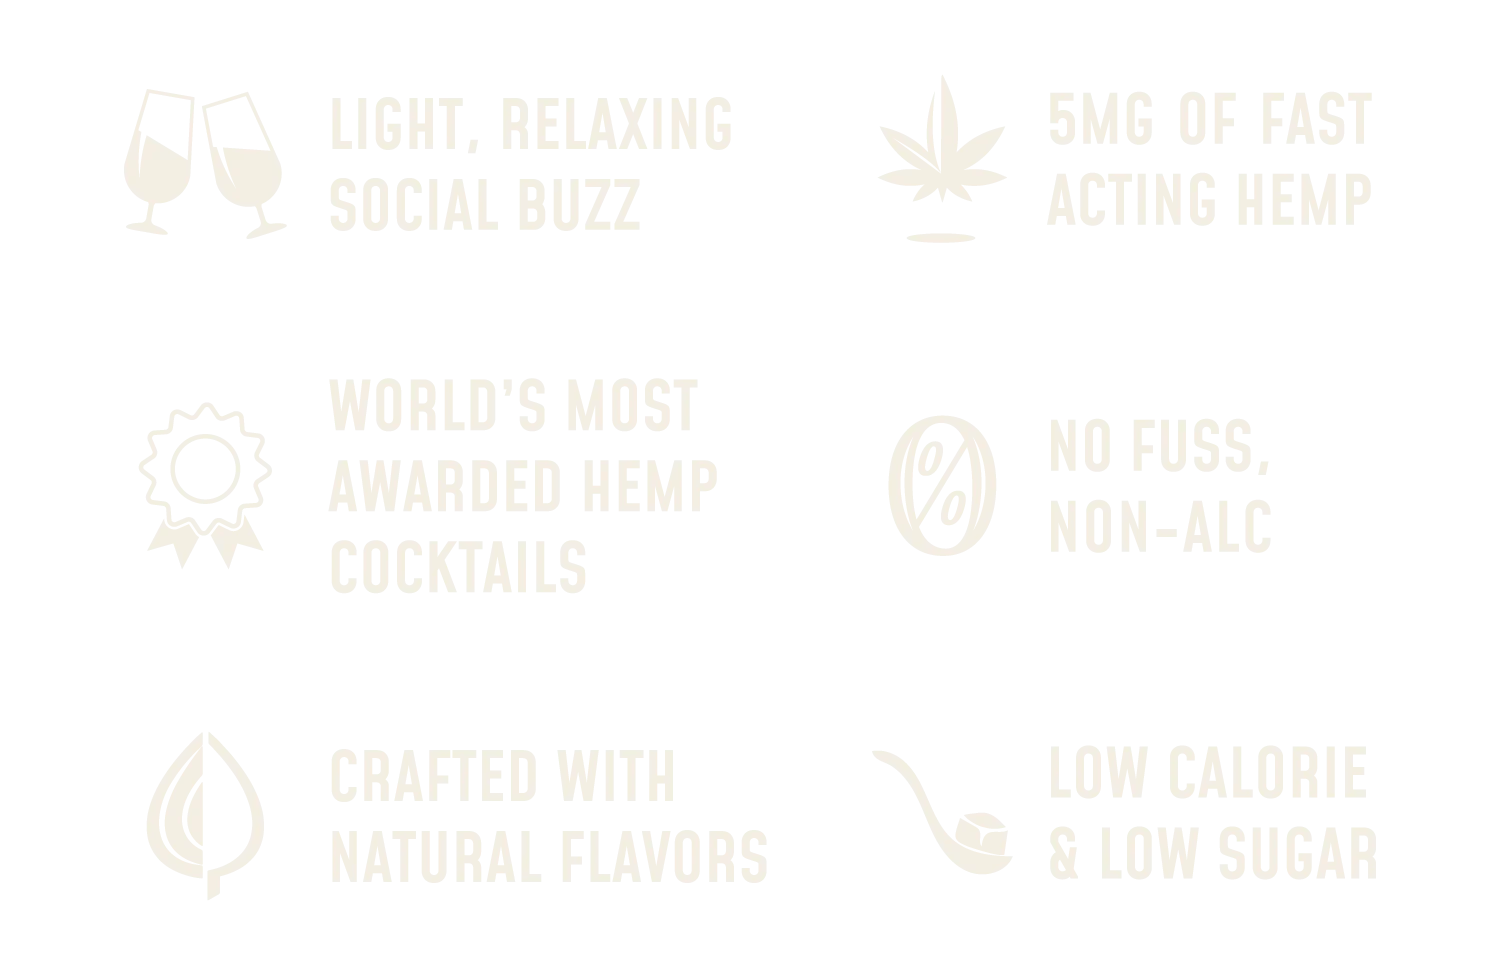 LIGHT, RELAXING
SOCIAL BUZZ
5MG OF FAST
ACTING HEMP
WORLD'S MOST
AWARDED HEMP
COCKTAILS
0%
NO FUSS,
NON-ALC
CRAFTED WITH
NATURAL FLAVORS
LOW CALORIE
& LOW SUGAR